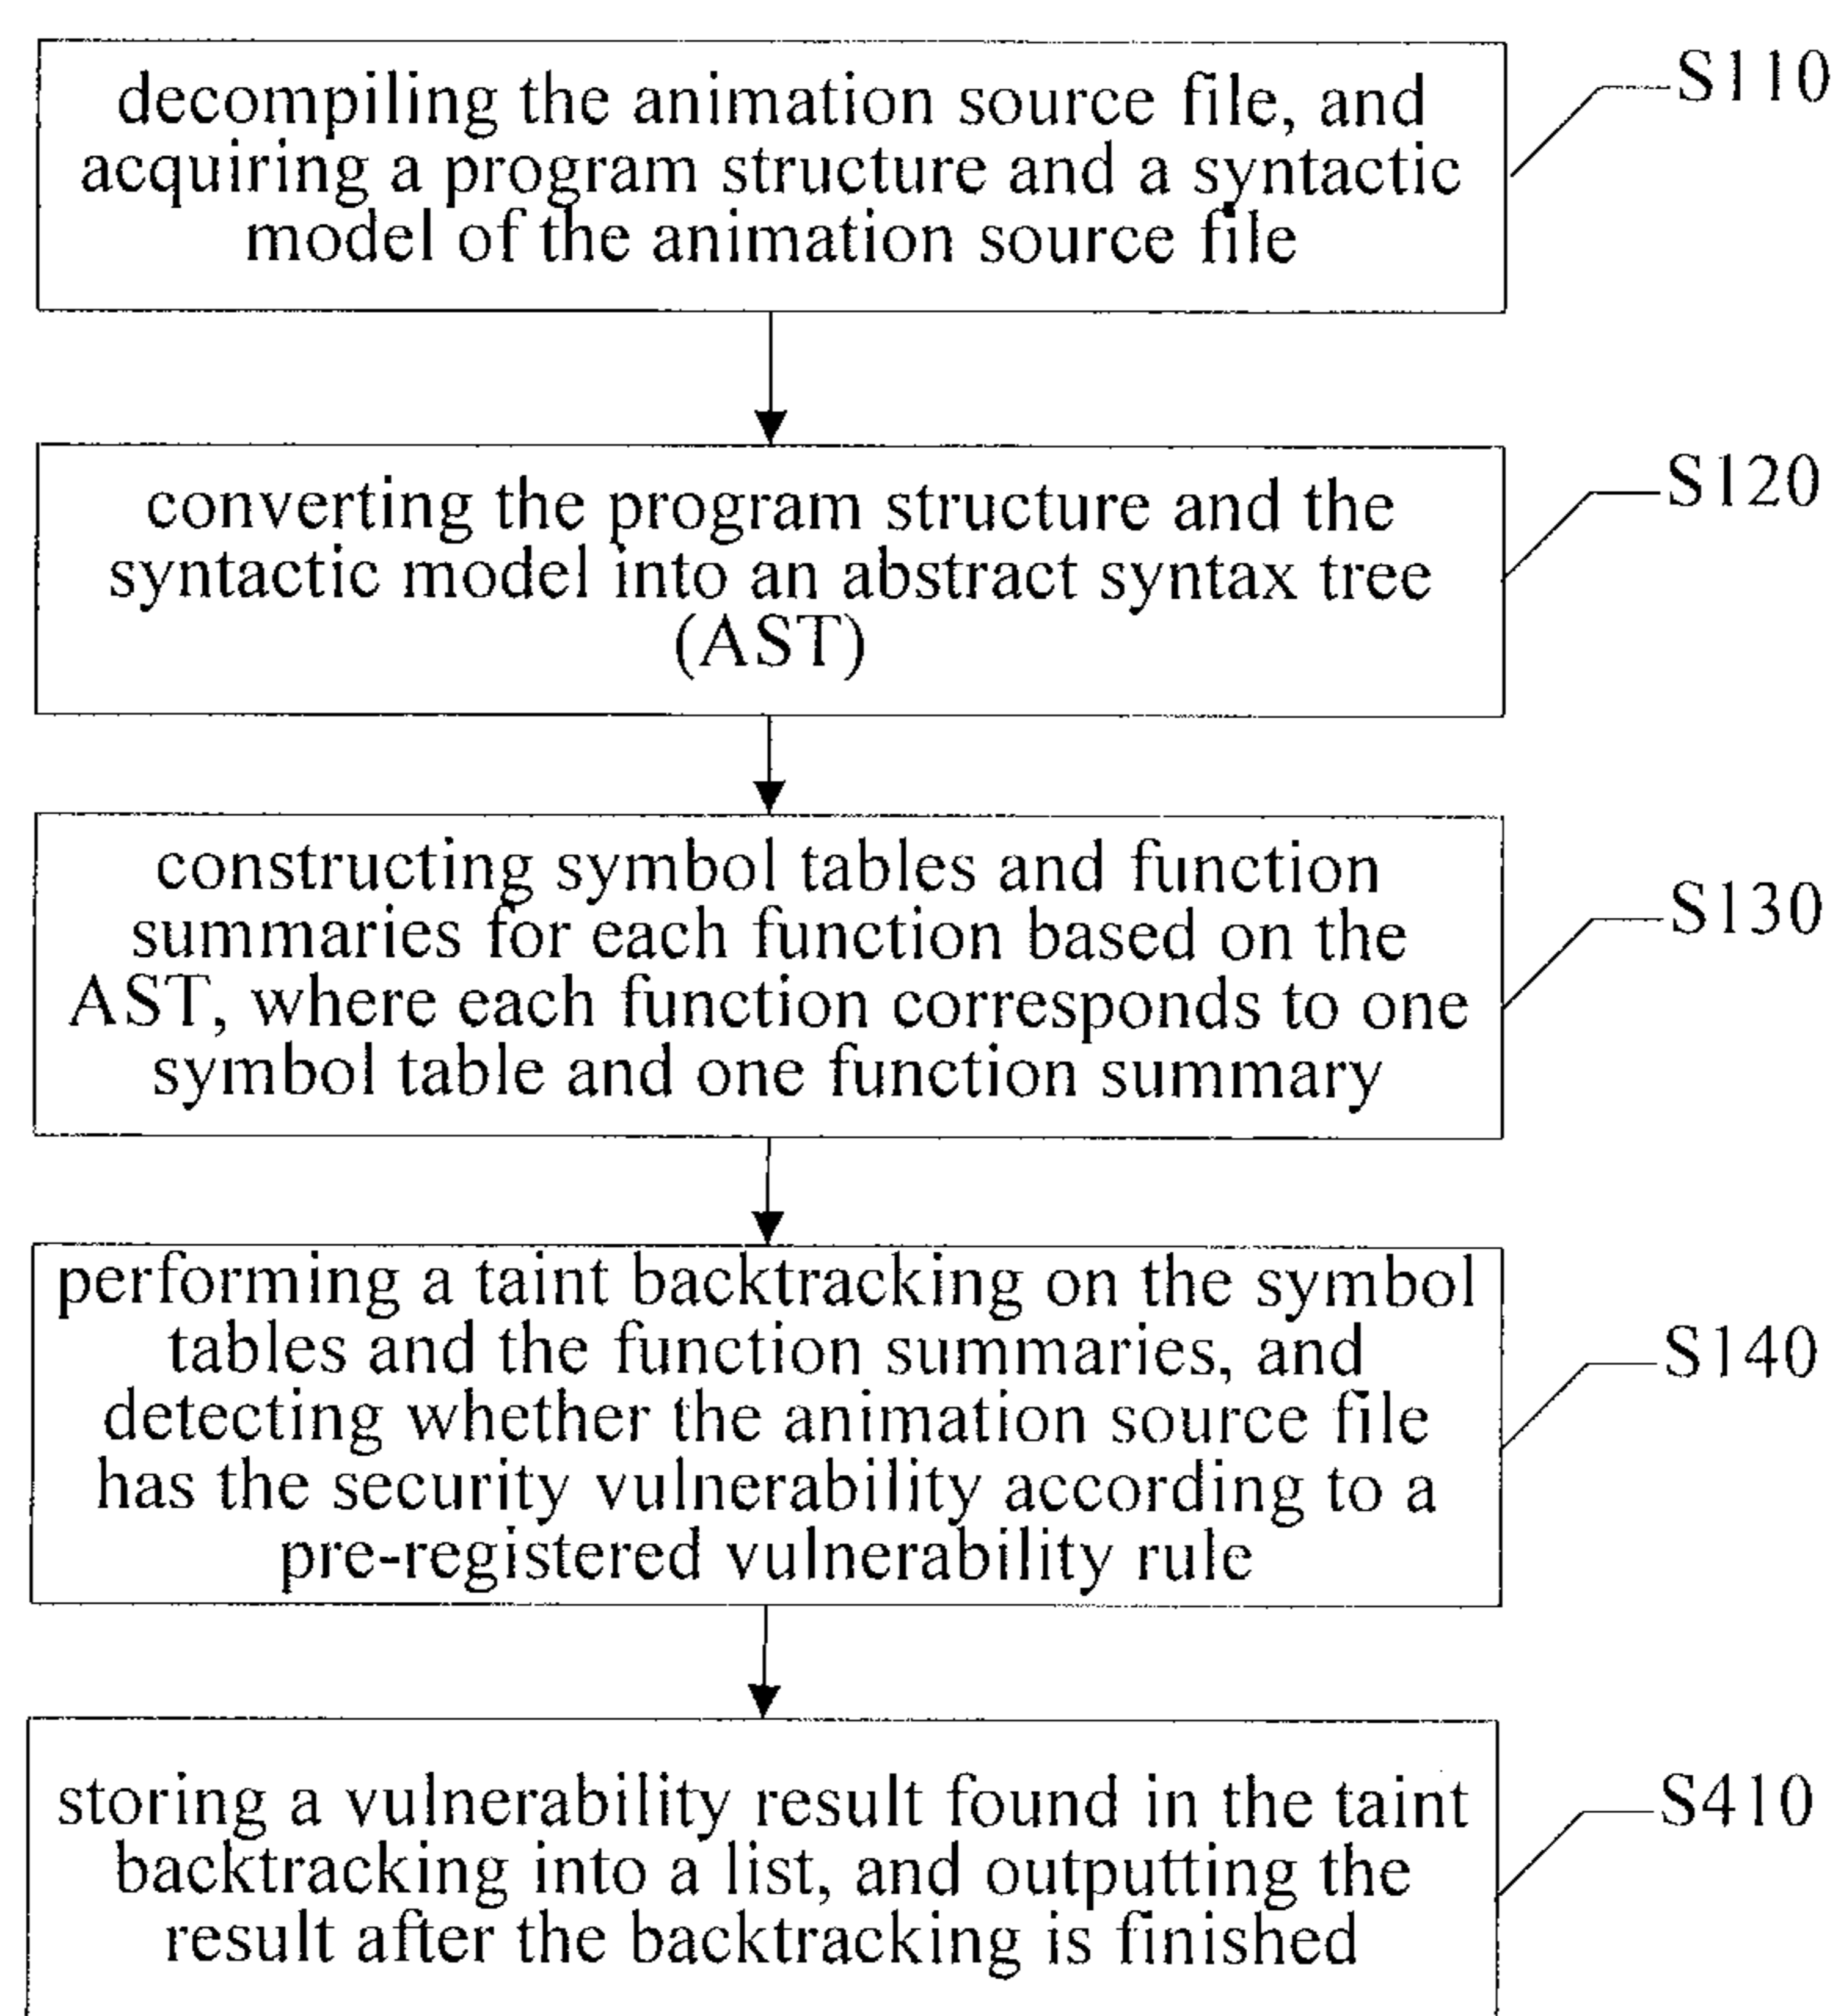 decompiling the animation source file, and
acquiring a program structure and a syntactic
model of the animation source file
S110
converting the program structure and the
syntactic model into an abstract syntax tree
(AST)
S120
constructing symbol tables and function
summaries for each function based on the
AST, where each function corresponds to one
symbol table and one function summary
S130
performing a taint backtracking on the symbol
tables and the function summaries, and
detecting whether the animation source file
has the security vulnerability according to a
pre-registered vulnerability rule
S140
storing a vulnerability result found in the taint
backtracking into a list, and outputting the
result after the backtracking is finished
S410